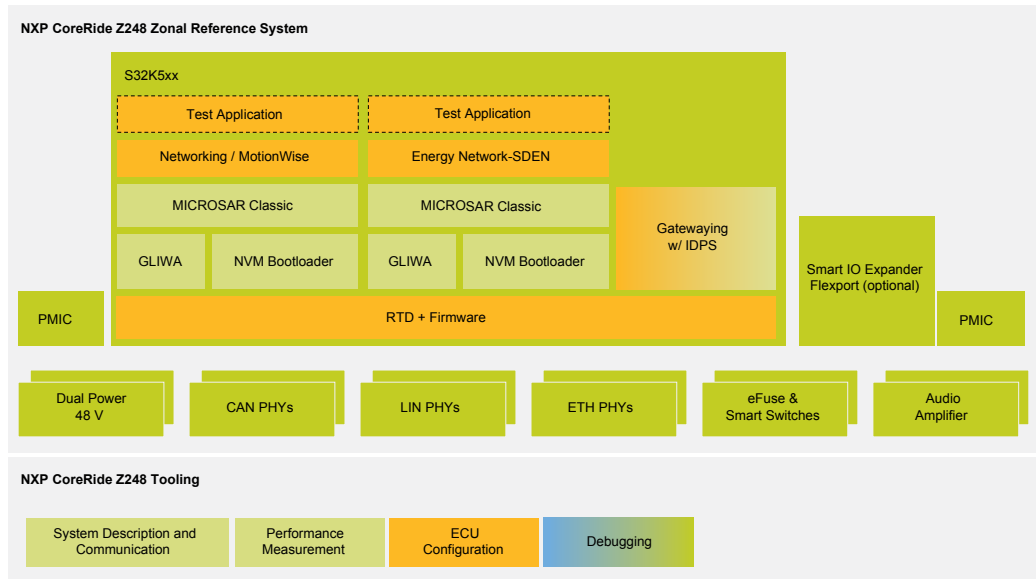 NXP CoreRide Z248 Zonal Reference System
S32K5xx
Test Application
Test Application
Networking / MotionWise
Energy Network-SDEN
MICROSAR Classic
MICROSAR Classic
Gatewaying
w/ IDPS
GLIWA
NVM Bootloader
GLIWA
NVM Bootloader
Smart IO Expander
Flexport (optional)
PMIC
RTD + Firmware
PMIC
Dual Power
48 V
CAN PHYs
LIN PHYs
ETH PHYs
eFuse &
Smart Switches
Audio
Amplifier
NXP CoreRide Z248 Tooling
System Description and
Communication
Performance
Measurement
ECU
Configuration
Debugging